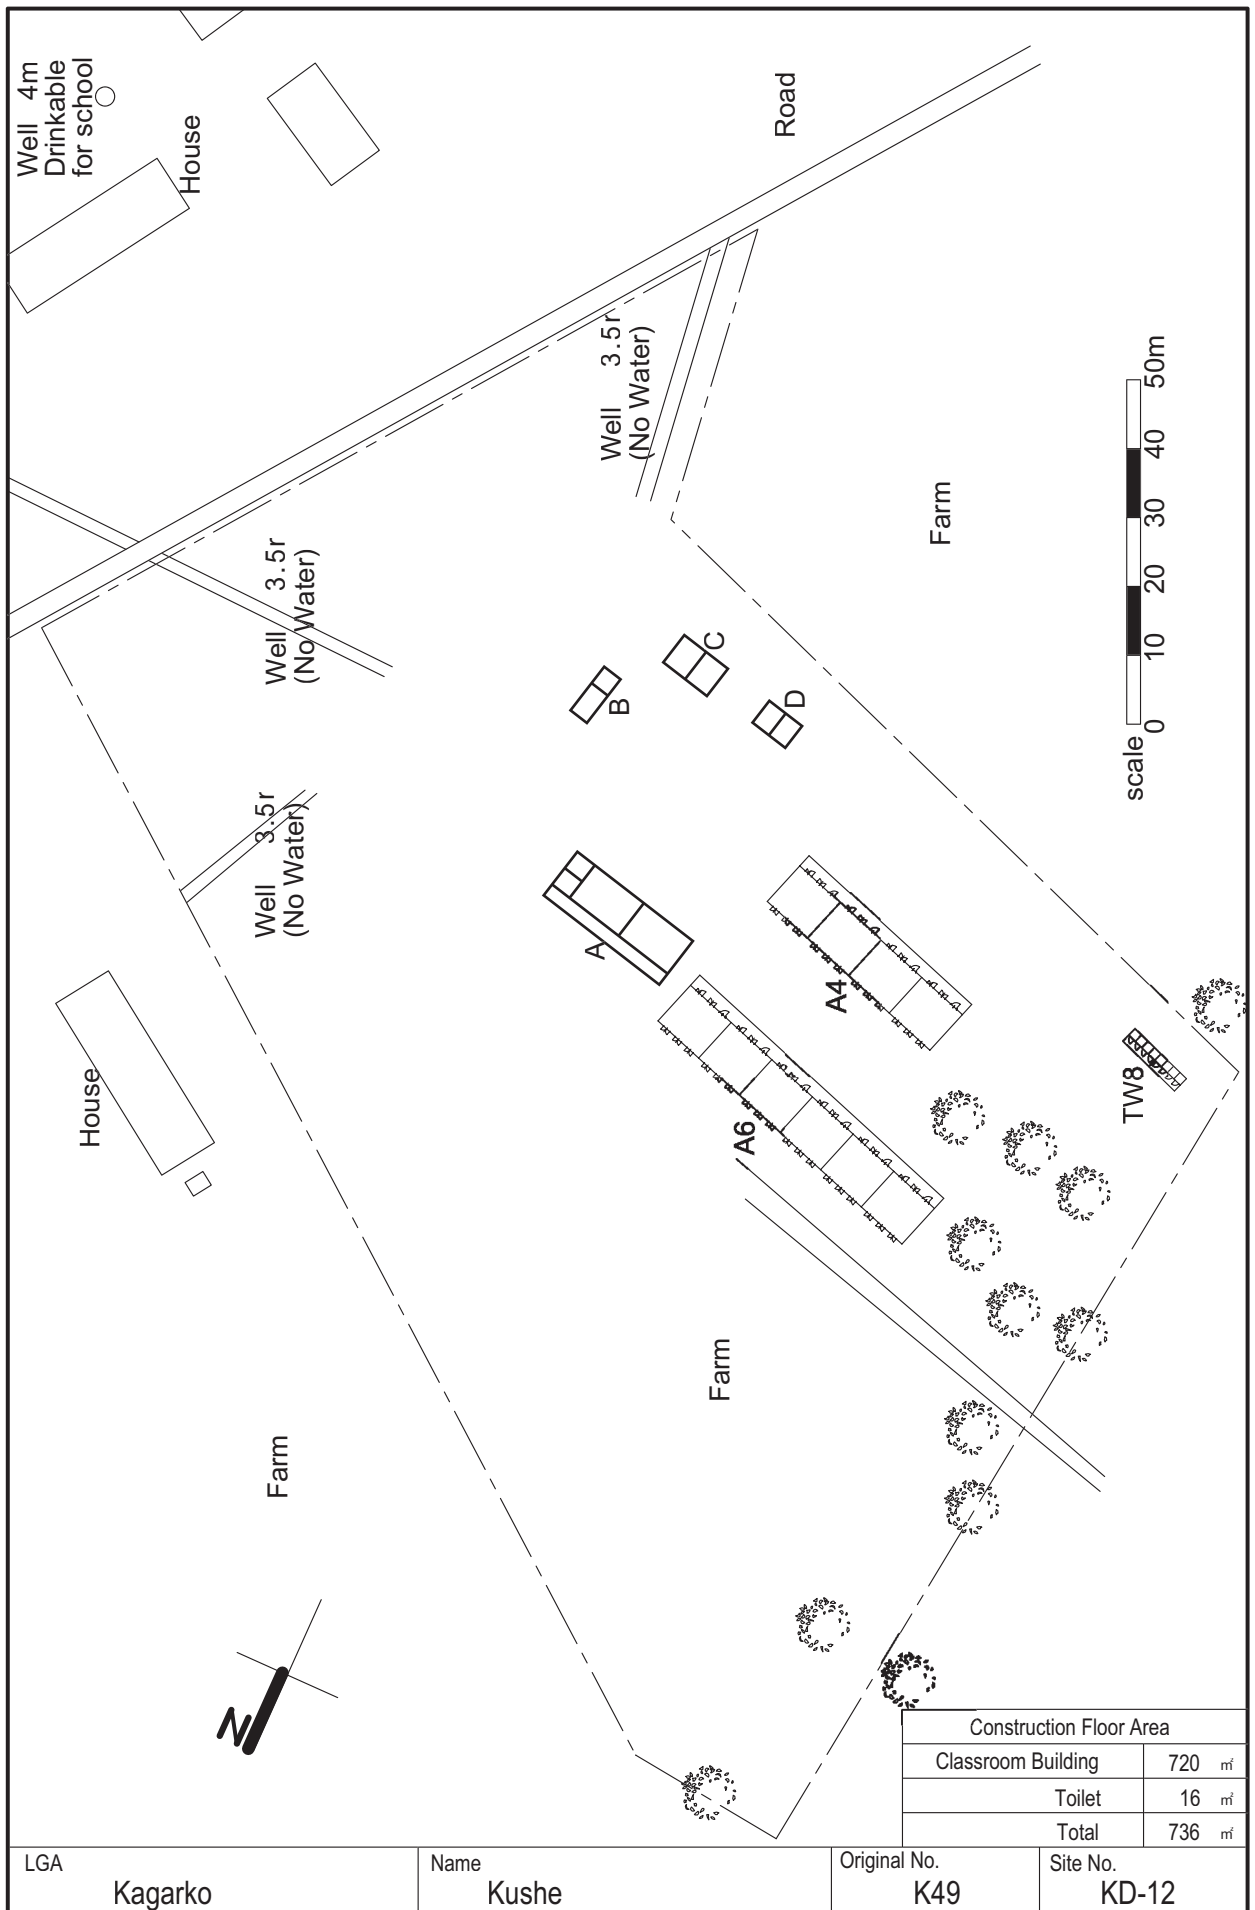 Well 4m
Drinkable
for school
House
Road
Well 3.5r
(No Water)
Well 3.5r
(No Water)
Well 3.5r
(No Water)
Farm
50m
40
30
20
10
0
scale
B
C
D
A
A4
A6
TW8
House
Farm
Farm
N
Construction Floor Area
Classroom Building 720 ㎡
Toilet 16 ㎡
Total 736 ㎡
LGA
Kagarko
Name
Kushe
Original No.
K49
Site No.
KD-12